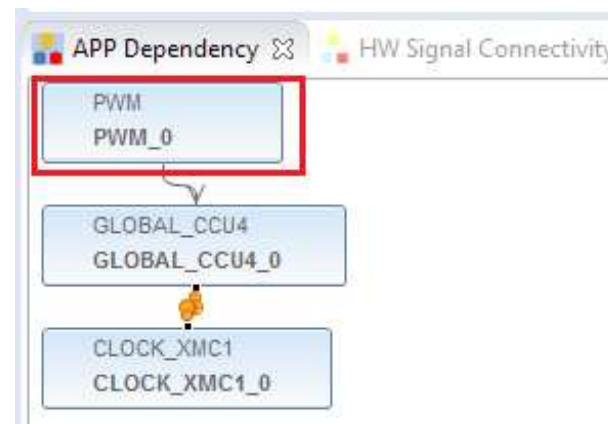 APP Dependency
HW Signal Connectivity
PWM
PWM_0
GLOBAL_CCU4
GLOBAL_CCU4_0
CLOCK_XMC1
CLOCK_XMC1_0